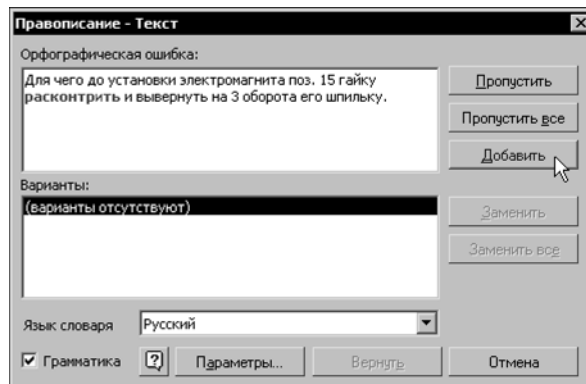 Правописание - Текст
Орфографическая ошибка:
Для чего до установки электромагнита поз. 15 гайку
расконтрить и вывернуть на 3 оборота его шпильку.
Пропустить
Пропустить все
Добавить
Варианты:
(варианты отсутствуют)
Заменить
Заменить все
Язык словаря
Русский
Грамматика
Параметры...
Вернуть
Отмена